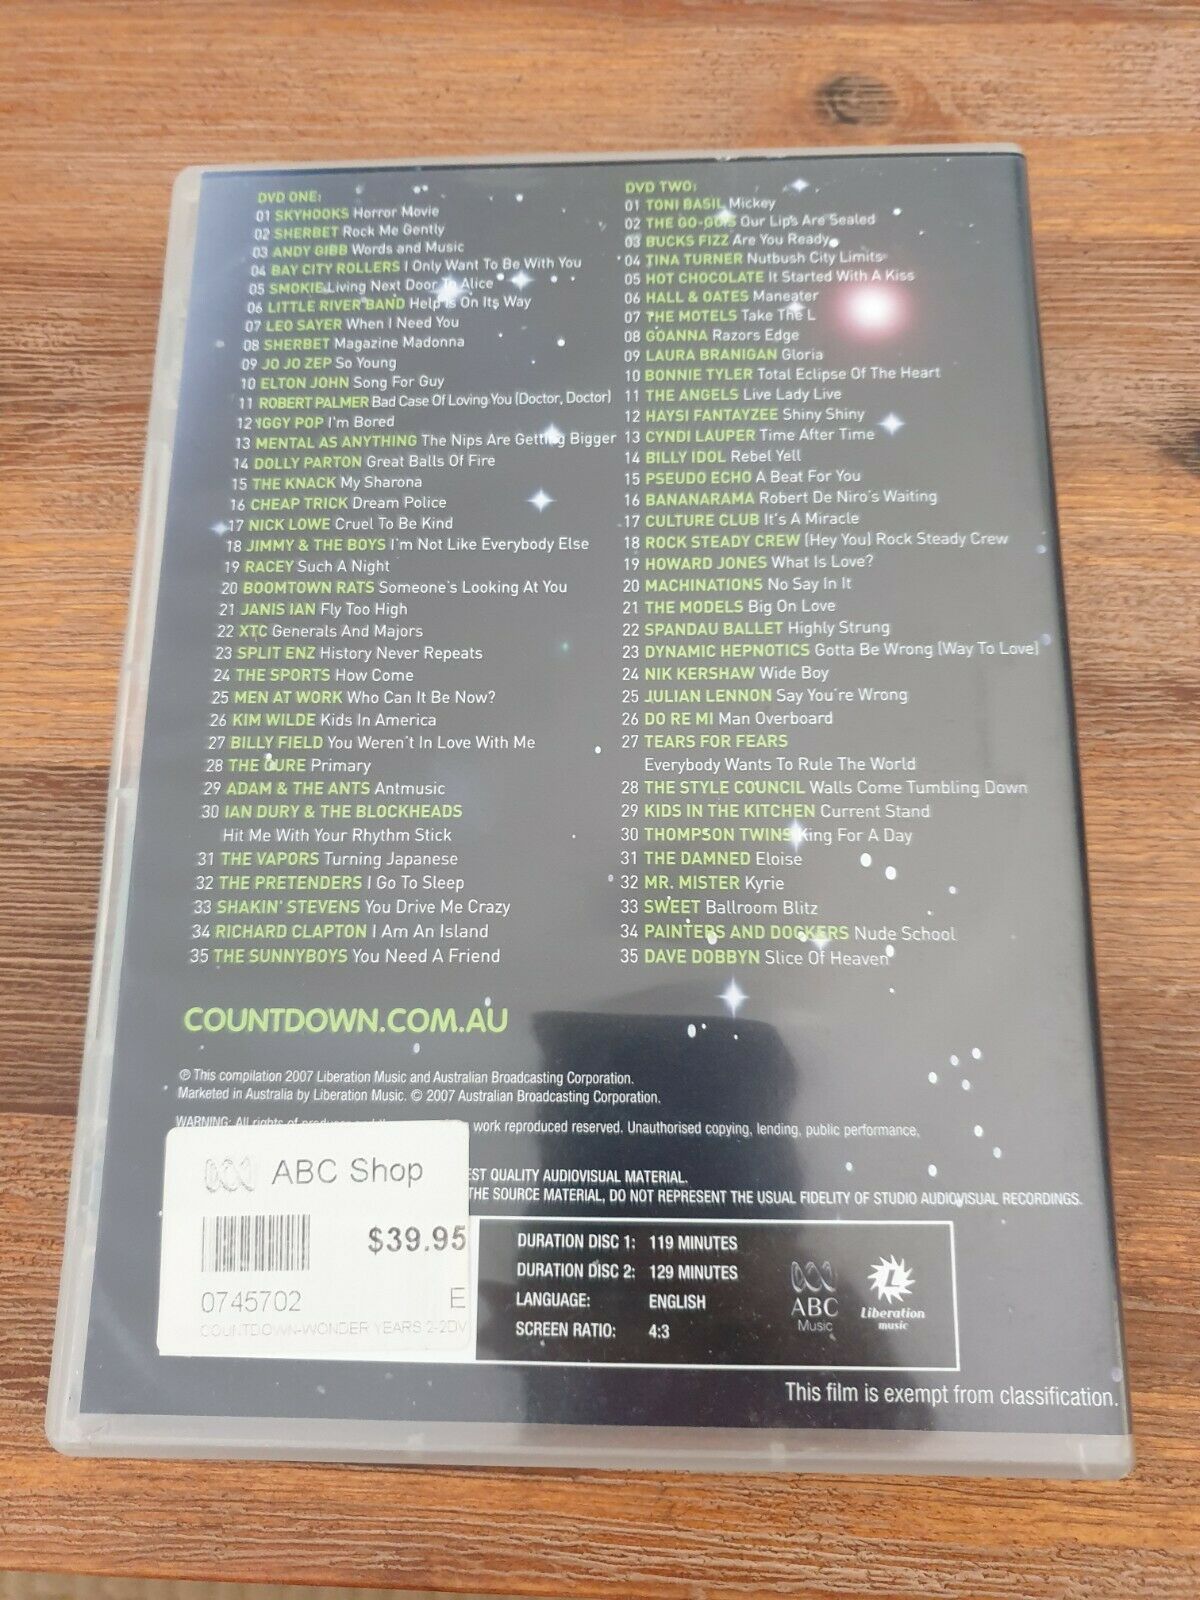 DVD ONE:
01 SKYHOOKS Horror Movie
02 SHERBET Rock Me Gently
03 ANDY GIBB Words and Music
04 BAY CITY ROLLERS I Only Want To Be With You
05 SMOKIE Living Next Door To Alice
06 LITTLE RIVER BAND Help Is On Its Way
07 LEO SAYER When I Need You
08 SHERBET Magazine Madonna
09 JO JO ZEP So Young
10 ELTON JOHN Song For Guy
11 ROBERT PALMER Bad Case Of Loving You (Doctor, Doctor)
12 IGGY POP I'm Bored
13 MENTAL AS ANYTHING The Nips Are Getting Bigger
14 DOLLY PARTON Great Balls Of Fire
15 THE KNACK My Sharona
16 CHEAP TRICK Dream Police
17 NICK LOWE Cruel To Be Kind
18 JIMMY & THE BOYS I'm Not Like Everybody Else
19 RACEY Such A Night
20 BOOMTOWN RATS Someone's Looking At You
21 JANIS IAN Fly Too High
22 XTC Generals And Majors
23 SPLIT ENZ History Never Repeats
24 THE SPORTS How Come
25 MEN AT WORK Who Can It Be Now?
26 KIM WILDE Kids In America
27 BILLY FIELD You Weren't In Love With Me
28 THE CURE Primary
29 ADAM & THE ANTS Antmusic
30 IAN DURY & THE BLOCKHEADS
Hit Me With Your Rhythm Stick
31 THE VAPORS Turning Japanese
32 THE PRETENDERS I Go To Sleep
33 SHAKIN' STEVENS You Drive Me Crazy
34 RICHARD CLAPTON I Am An Island
35 THE SUNNYBOYS You Need A Friend
DVD TWO:
01 TONI BASIL Mickey
02 THE GO-GO'S Our Lips Are Sealed
03 BUCKS FIZZ Are You Ready
04 TINA TURNER Nutbush City Limits
05 HOT CHOCOLATE It Started With A Kiss
06 HALL & OATES Maneater
07 THE MOTELS Take The L
08 GOANNA Razors Edge
09 LAURA BRANIGAN Gloria
10 BONNIE TYLER Total Eclipse Of The Heart
11 THE ANGELS Live Lady Live
12 HAYSI FANTAYZEE Shiny Shiny
13 CYNDI LAUPER Time After Time
14 BILLY IDOL Rebel Yell
15 PSEUDO ECHO A Beat For You
16 BANANARAMA Robert De Niro's Waiting
17 CULTURE CLUB It's A Miracle
18 ROCK STEADY CREW (Hey You) Rock Steady Crew
19 HOWARD JONES What Is Love?
20 MACHINATIONS No Say In It
21 THE MODELS Big On Love
22 SPANDAU BALLET Highly Strung
23 DYNAMIC HEPNOTICS Gotta Be Wrong (Way To Love)
24 NIK KERSHAW Wide Boy
25 JULIAN LENNON Say You're Wrong
26 DO RE MI Man Overboard
27 TEARS FOR FEARS
Everybody Wants To Rule The World
28 THE STYLE COUNCIL Walls Come Tumbling Down
29 KIDS IN THE KITCHEN Current Stand
30 THOMPSON TWINS King For A Day
31 THE DAMNED Eloise
32 MR. MISTER Kyrie
33 SWEET Ballroom Blitz
34 PAINTERS AND DOCKERS Nude School
35 DAVE DOBBYN Slice Of Heaven
COUNTDOWN.COM.AU
℗ This compilation 2007 Liberation Music and Australian Broadcasting Corporation.
Marketed in Australia by Liberation Music. © 2007 Australian Broadcasting Corporation.
WARNING: All rights of work reproduced reserved. Unauthorised copying, lending, public performance,
EST QUALITY AUDIOVISUAL MATERIAL.
THE SOURCE MATERIAL, DO NOT REPRESENT THE USUAL FIDELITY OF STUDIO AUDIOVISUAL RECORDINGS.
ABC Shop
$39.95
0745702 E
COUNTDOWN-WONDER YEARS 2-2DV
DURATION DISC 1: 119 MINUTES
DURATION DISC 2: 129 MINUTES
LANGUAGE: ENGLISH
SCREEN RATIO: 4:3
ABC
Music
L
Liberation
music
This film is exempt from classification.